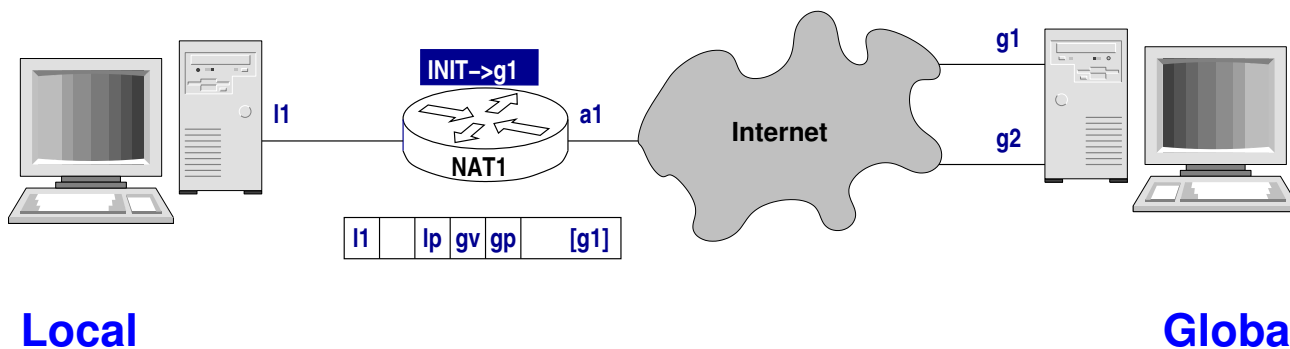 g1
INIT->g1
l1
a1
Internet
g2
NAT1
l1 lp gv gp [g1]
Local
Globa